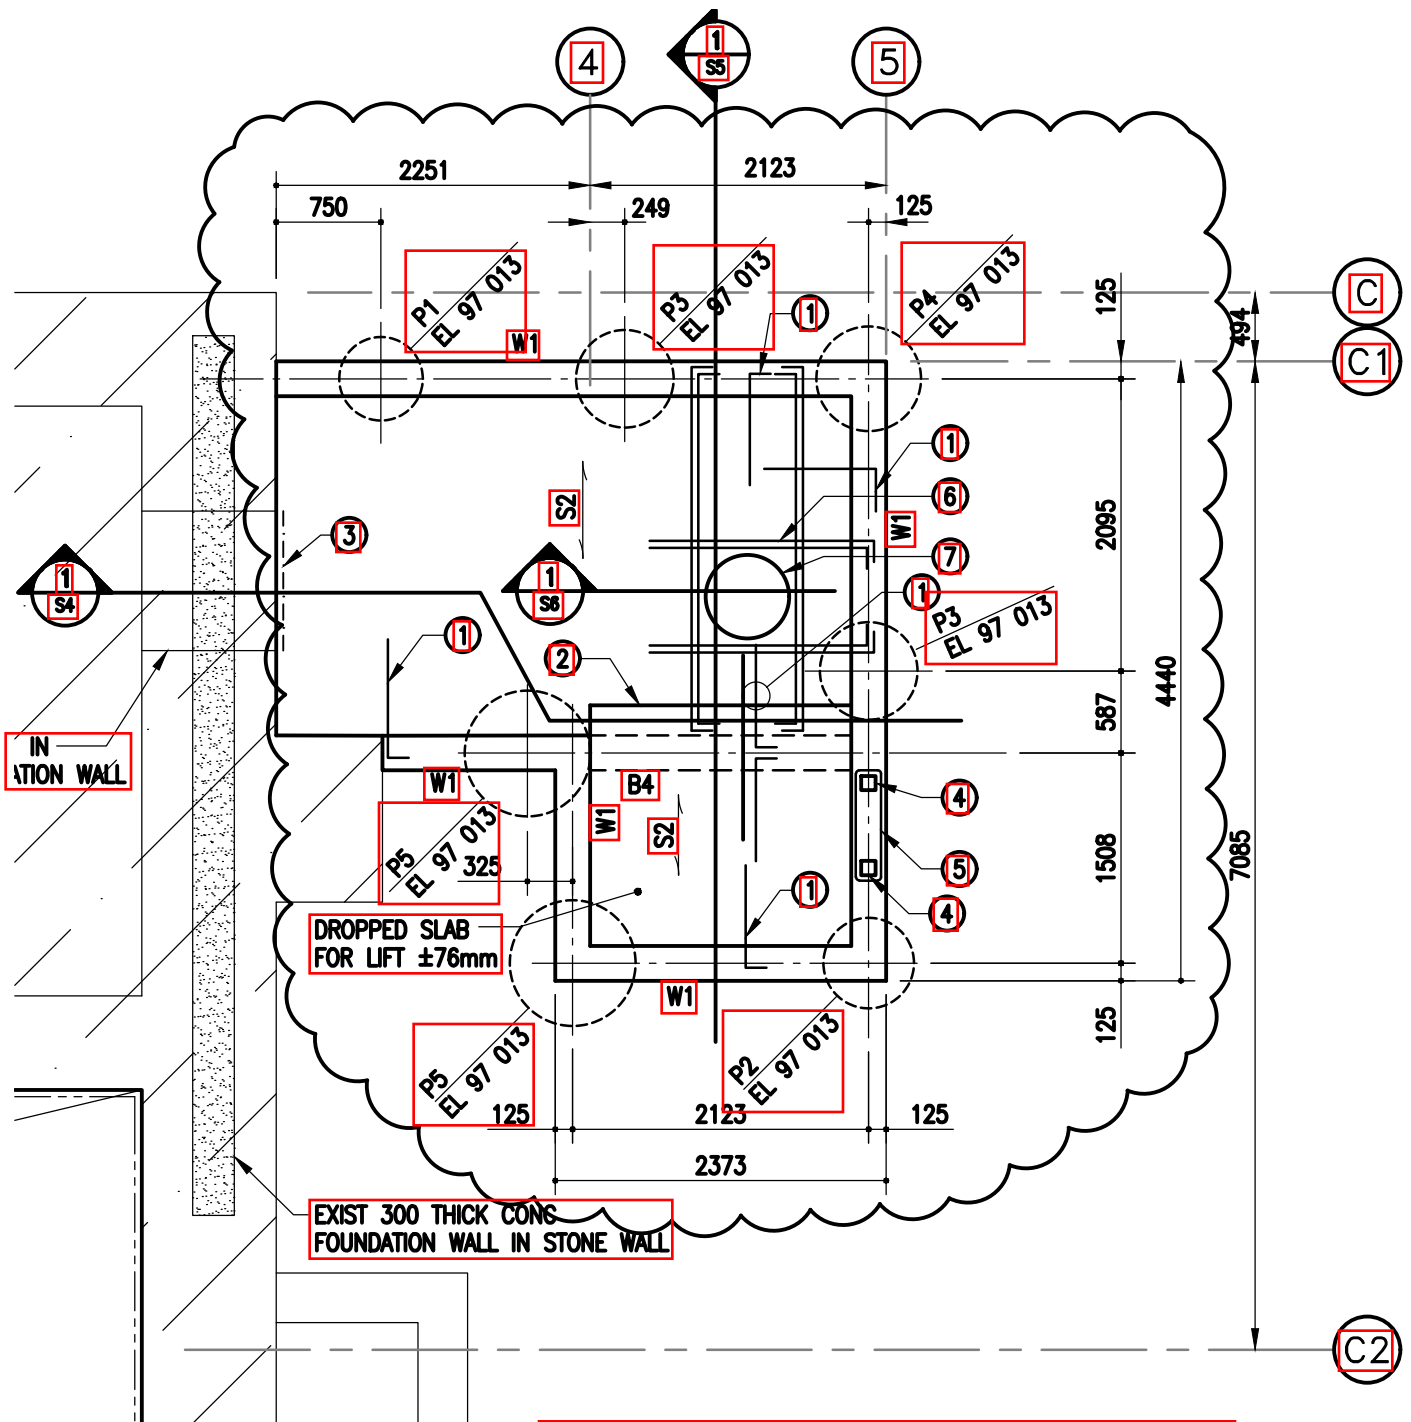 4
1
S5
5
2251
2123
750
249
125
P1
EL 97 013
P3
EL 97 013
P4
EL 97 013
125
C
494
C1
W1
1
1
6
S2
3
W1
2095
7
1
S4
1
S6
1
P3
EL 97 013
1
2
4440
587
IN
ATION WALL
W1
B4
4
W1
S2
P5
EL 97 013
325
1508
7085
5
1
4
DROPPED SLAB
FOR LIFT ±76mm
W1
125
P5
EL 97 013
P2
EL 97 013
125
2123
125
2373
EXIST 300 THICK CONC
FOUNDATION WALL IN STONE WALL
C2